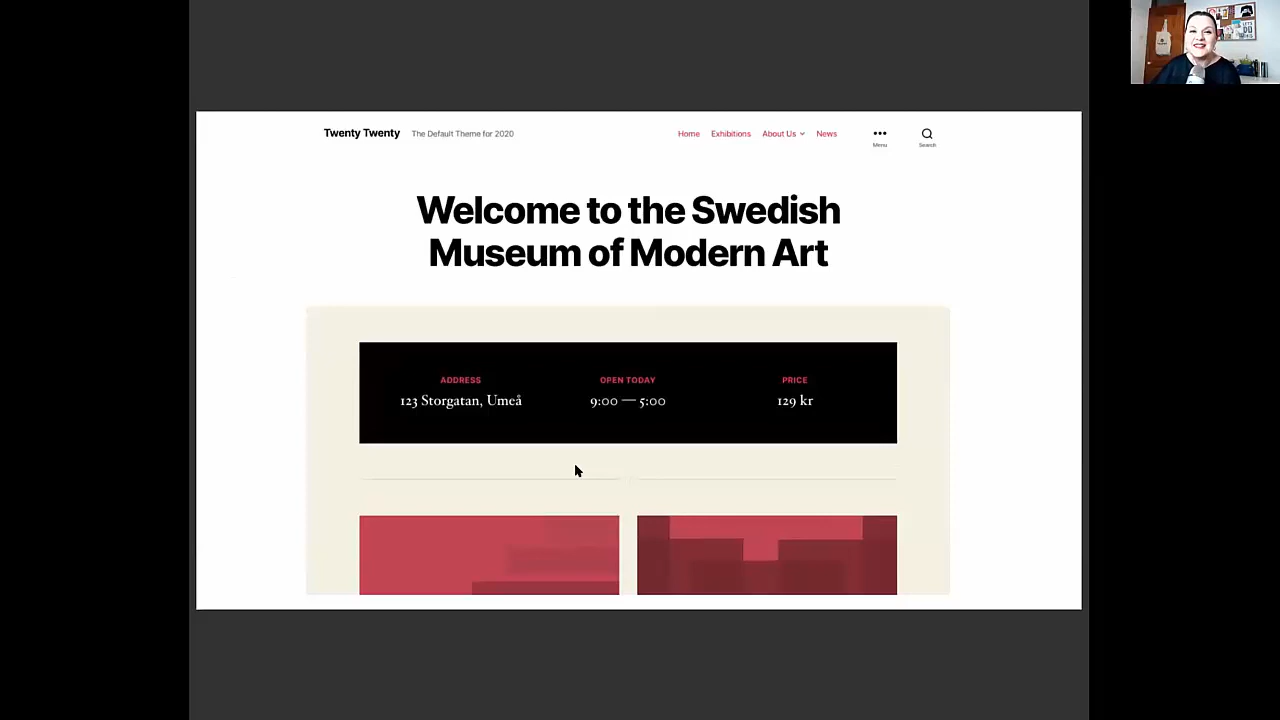 Twenty Twenty The Default Theme for 2020
Home Exhibitions About Us News
Menu
Search
Welcome to the Swedish
Museum of Modern Art
ADDRESS
123 Storgatan, Umeå
OPEN TODAY
9:00 — 5:00
PRICE
129 kr